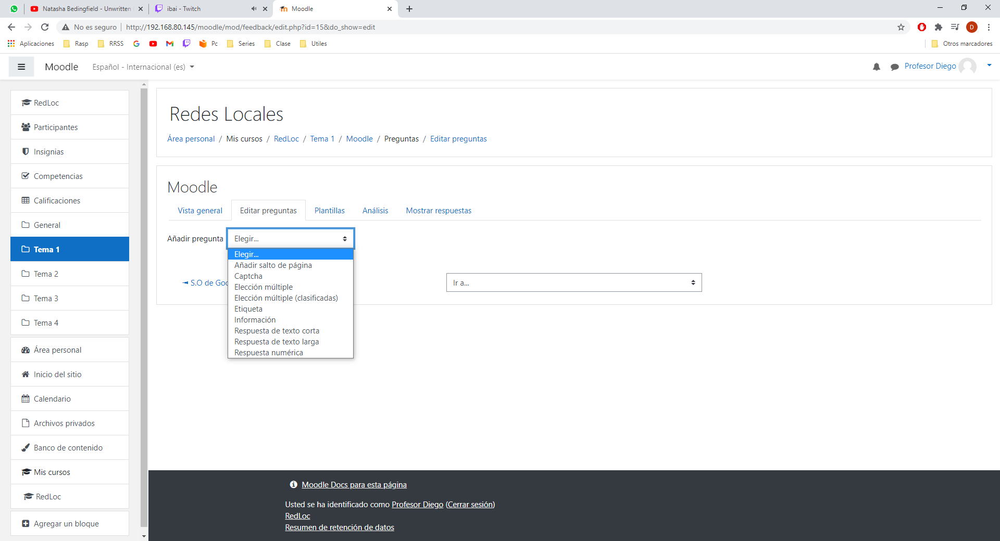 Natasha Bedingfield - Unwritten
ibai - Twitch
Moodle
No es seguro
http://192.168.80.145/moodle/mod/feedback/edit.php?id=15&do_show=edit
D
Aplicaciones
Rasp
RRSS
Pc
Series
Clase
Utiles
Otros marcadores
Moodle
Español - Internacional (es)
Profesor Diego
RedLoc
Participantes
Insignias
Competencias
Calificaciones
General
Tema 1
Tema 2
Tema 3
Tema 4
Área personal
Inicio del sitio
Calendario
Archivos privados
Banco de contenido
Mis cursos
RedLoc
Agregar un bloque
Redes Locales
Área personal / Mis cursos / RedLoc / Tema 1 / Moodle / Preguntas / Editar preguntas
Moodle
Vista general
Editar preguntas
Plantillas
Análisis
Mostrar respuestas
Añadir pregunta
Elegir...
Elegir...
Añadir salto de página
Captcha
Elección múltiple
Elección múltiple (clasificadas)
Etiqueta
Información
Respuesta de texto corta
Respuesta de texto larga
Respuesta numérica
◄ S.O de Goo
Ir a...
Moodle Docs para esta página
Usted se ha identificado como Profesor Diego (Cerrar sesión)
RedLoc
Resumen de retención de datos